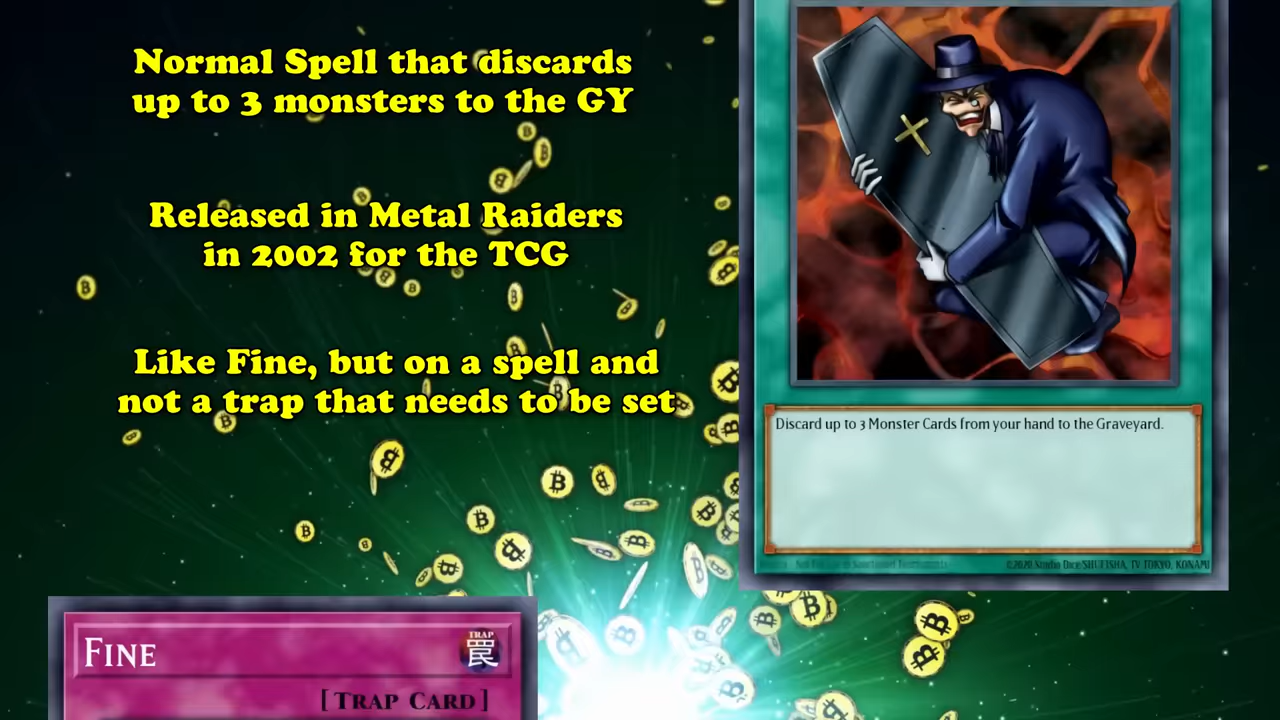 Normal Spell that discards
up to 3 monsters to the GY
Released in Metal Raiders
in 2002 for the TCG
Like Fine, but on a spell and
not a trap that needs to be set
Discard up to 3 Monster Cards from your hand to the Graveyard.
©2020 Studio Dice/SHUEISHA, TV TOKYO, KONAMI
FINE
TRAP
罠
[TRAP CARD]